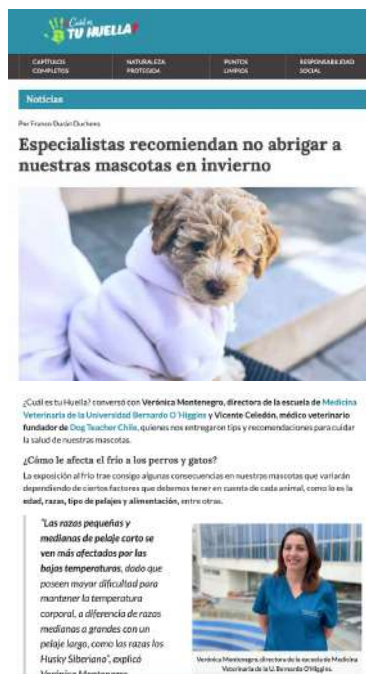 Cuál es
TU HUELLA?
CAPÍTULOS
COMPLETOS
NATURALEZA
PROTEGIDA
PUNTOS
LIMPIOS
RESPONSABILIDAD
SOCIAL
Noticias
Por Franco Durán Duchens
Especialistas recomiendan no abrigar a
nuestras mascotas en invierno
¿Cuál es tu Huella? conversó con Verónica Montenegro, directora de la escuela de Medicina
Veterinaria de la Universidad Bernardo O'Higgins y Vicente Celedón, médico veterinario
fundador de Dog Teacher Chile, quienes nos entregaron tips y recomendaciones para cuidar
la salud de nuestras mascotas.
¿Cómo le afecta el frío a los perros y gatos?
La exposición al frío trae consigo algunas consecuencias en nuestras mascotas que variarán
dependiendo de ciertos factores que debemos tener en cuenta de cada animal, como lo es la
edad, razas, tipo de pelajes y alimentación, entre otras.
"Las razas pequeñas y
medianas de pelaje corto se
ven más afectados por las
bajas temperaturas, dado que
poseen mayor dificultad para
mantener la temperatura
corporal, a diferencia de razas
medianas a grandes con un
pelaje largo, como las razas los
Husky Siberiano", explicó
Verónica Montenegro
Verónica Montenegro, directora de la escuela de Medicina
Veterinaria de la U. Bernardo O'Higgins.